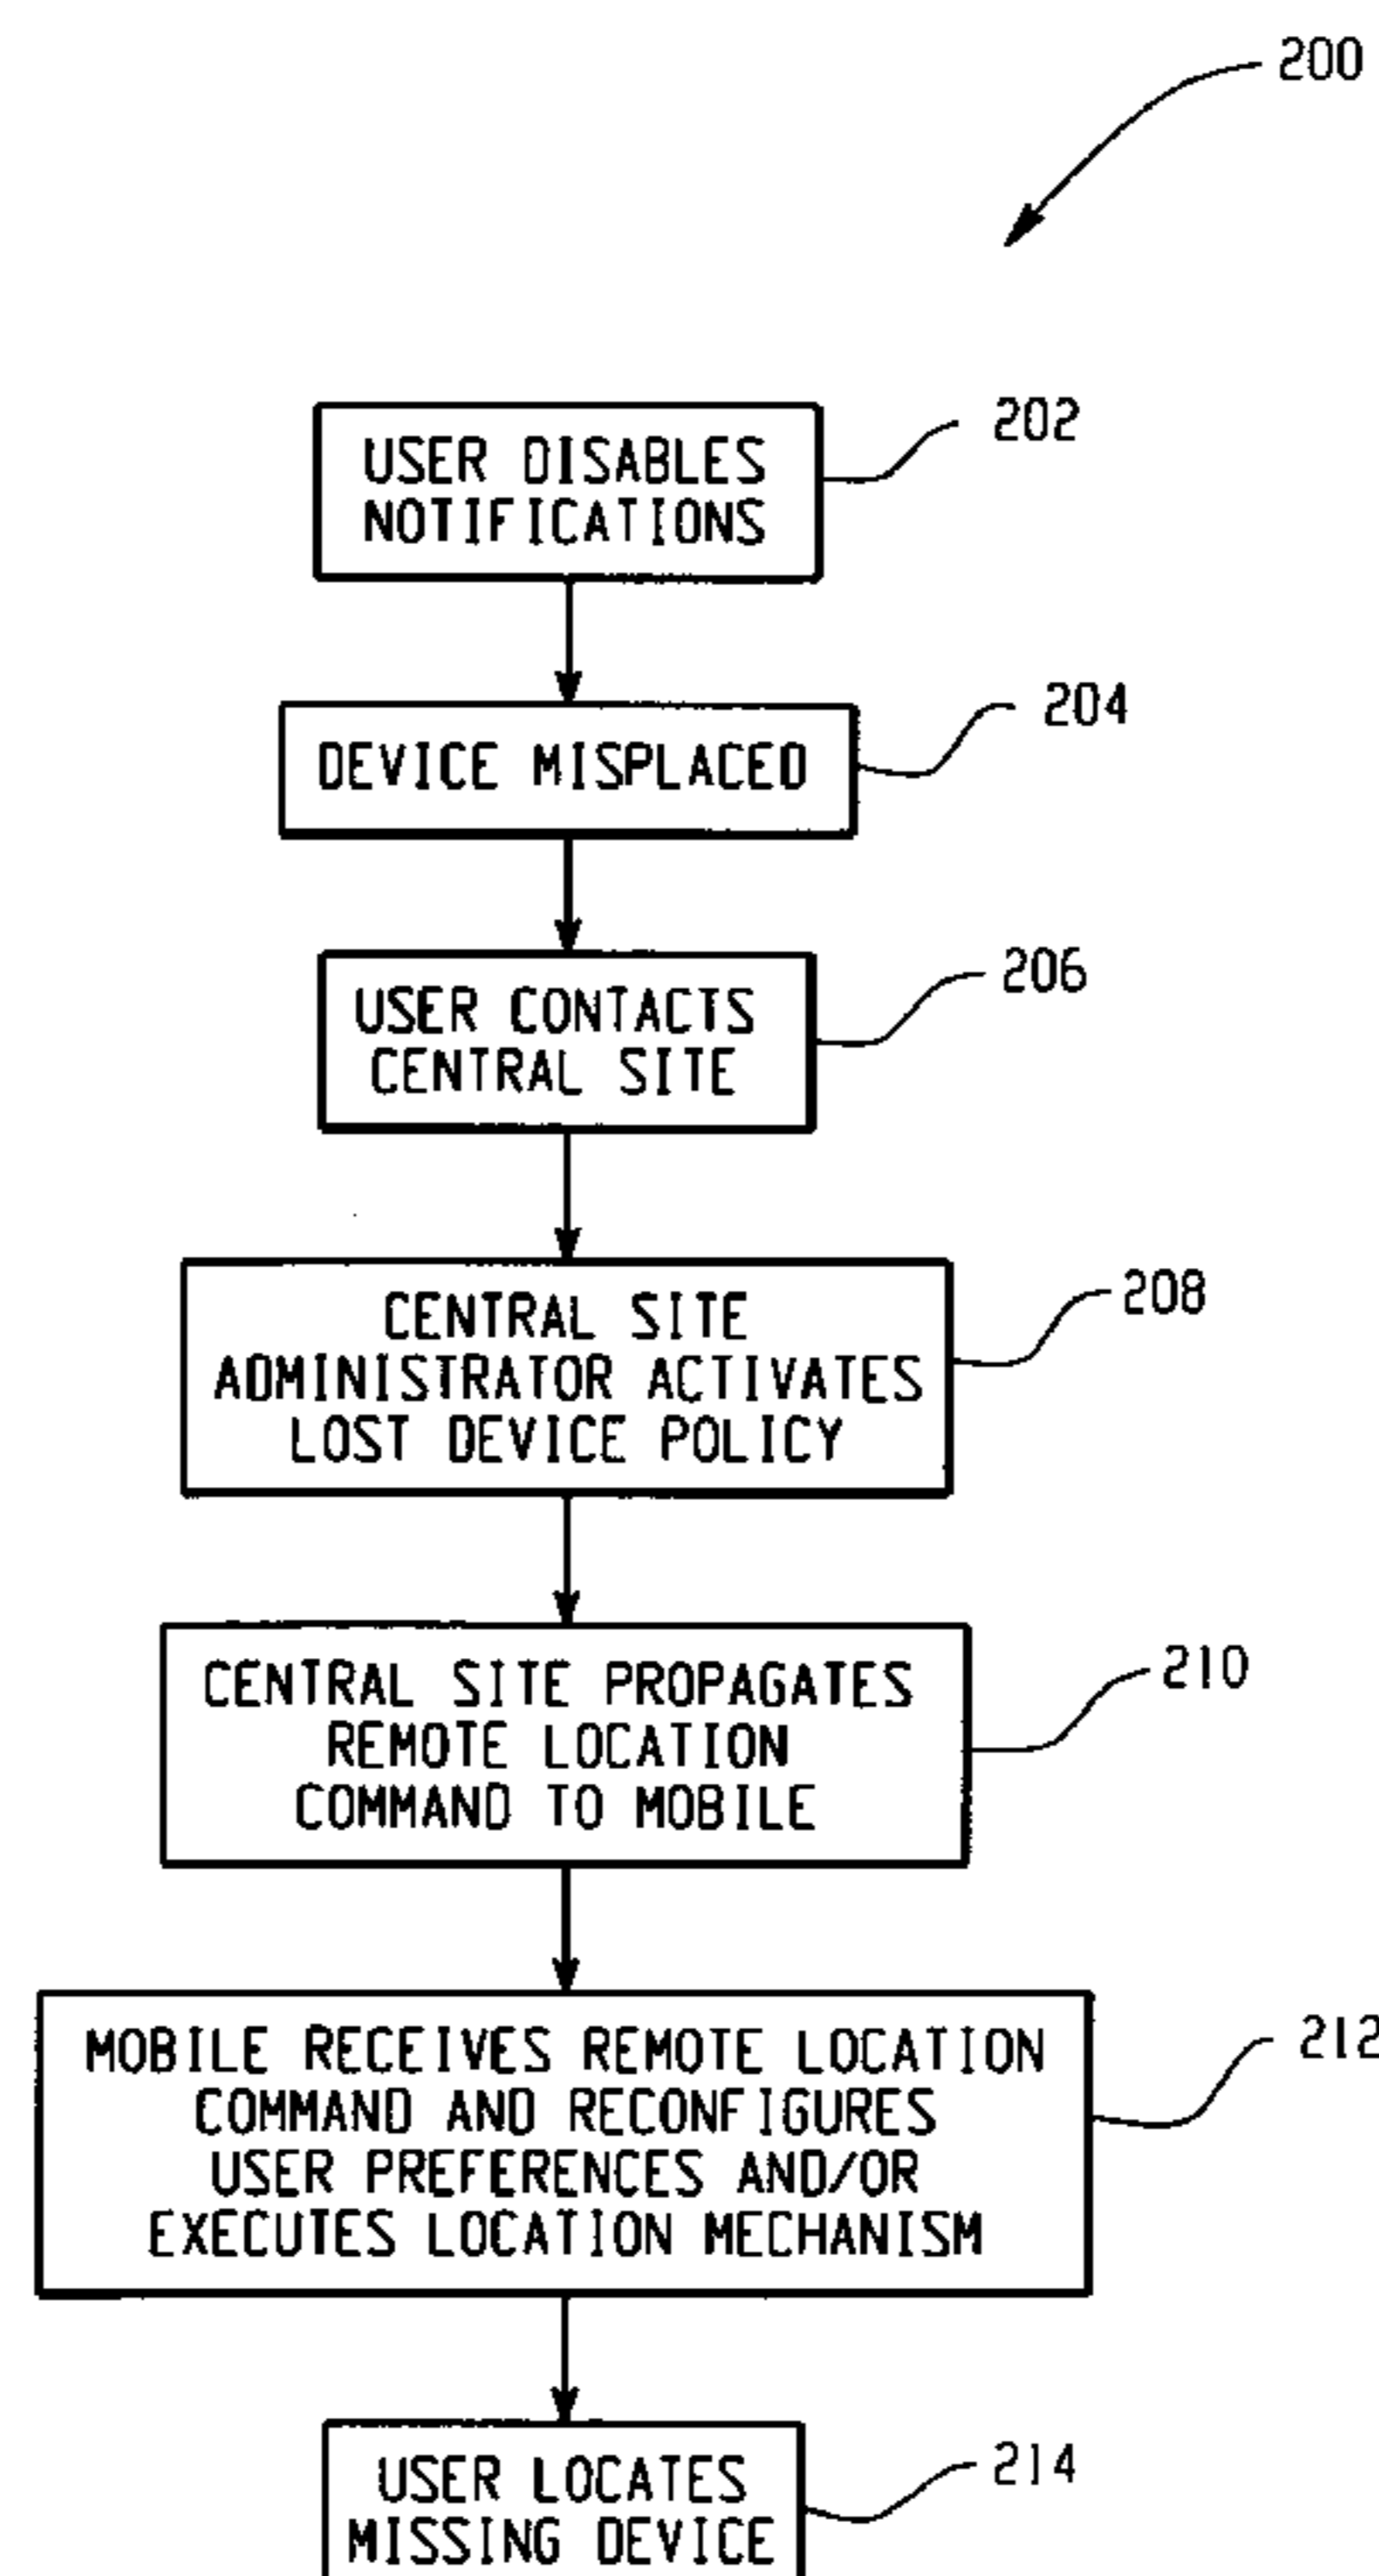 200
USER DISABLES
NOTIFICATIONS
202
DEVICE MISPLACED
204
USER CONTACTS
CENTRAL SITE
206
CENTRAL SITE
ADMINISTRATOR ACTIVATES
LOST DEVICE POLICY
208
CENTRAL SITE PROPAGATES
REMOTE LOCATION
COMMAND TO MOBILE
210
MOBILE RECEIVES REMOTE LOCATION
COMMAND AND RECONFIGURES
USER PREFERENCES AND/OR
EXECUTES LOCATION MECHANISM
212
USER LOCATES
MISSING DEVICE
214